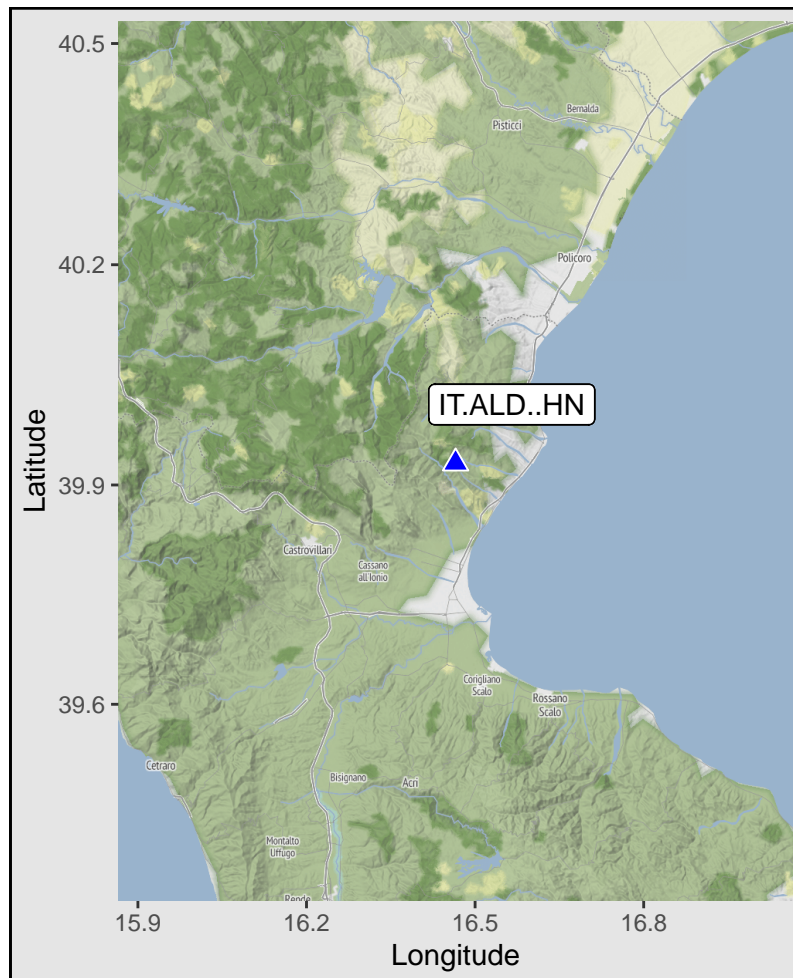 40.5
Bernalda
Pisticci
40.2
Policoro
IT.ALD..HN
Latitude
39.9
Castrovillari
Cassano
all'Ionio
39.6
Corigliano
Scalo
Rossano
Scalo
Cetraro
Bisignano
Acri
Montalto
Uffugo
Rende
15.9
16.2
16.5
16.8
Longitude